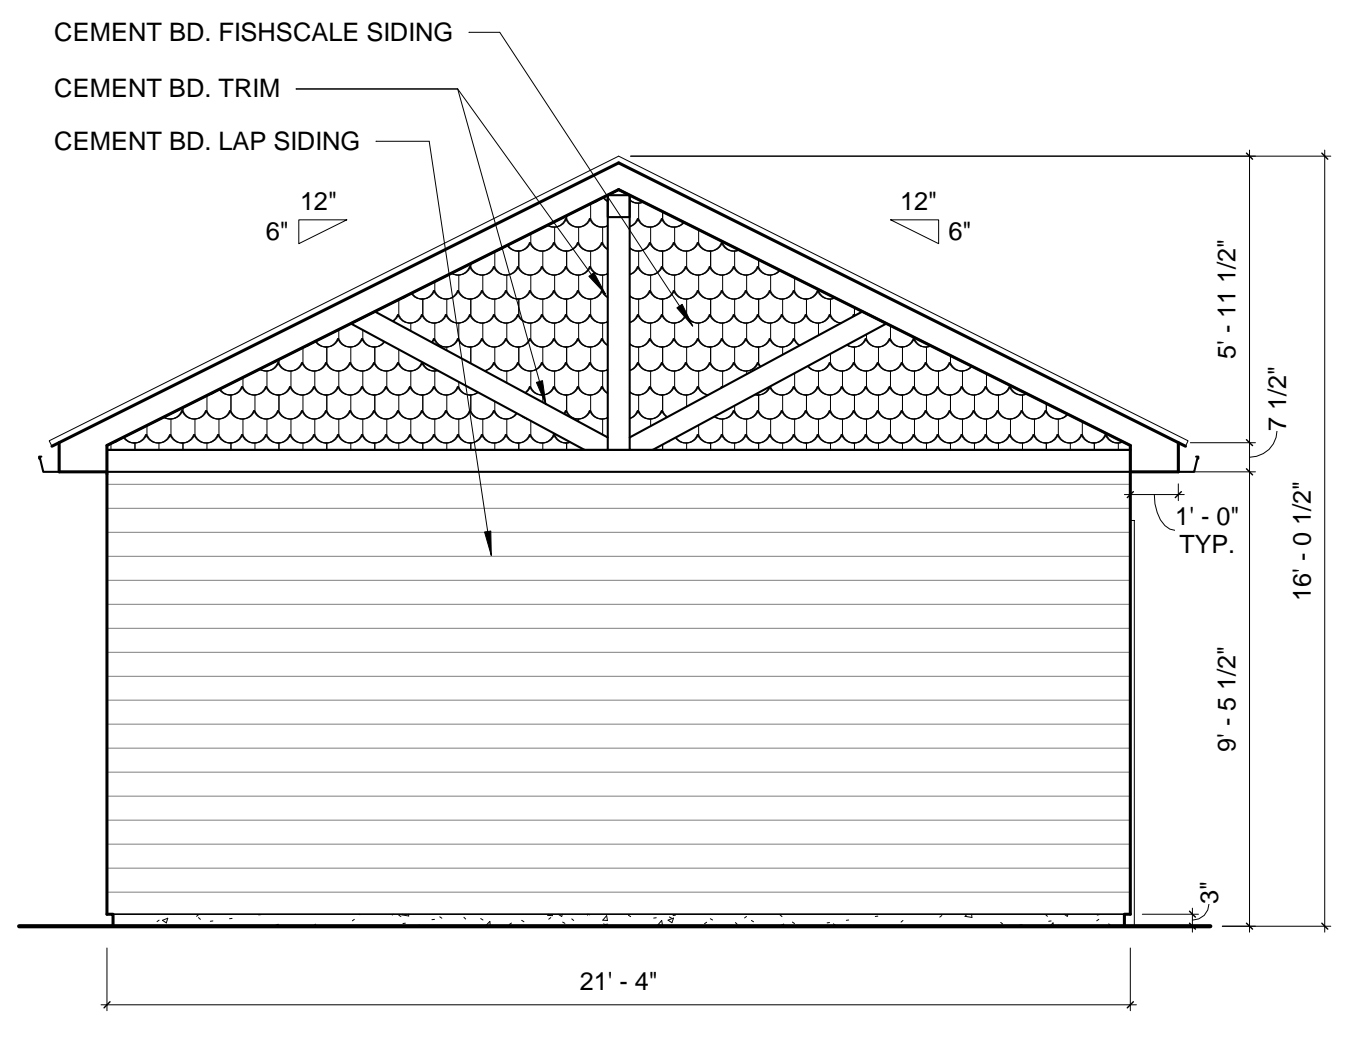 CEMENT BD. FISHSCALE SIDING
CEMENT BD. TRIM
CEMENT BD. LAP SIDING
12"
6"
12"
6"
5' - 11 1/2"
7 1/2"
1' - 0"
TYP.
16' - 0 1/2"
9' - 5 1/2"
3"
21' - 4"